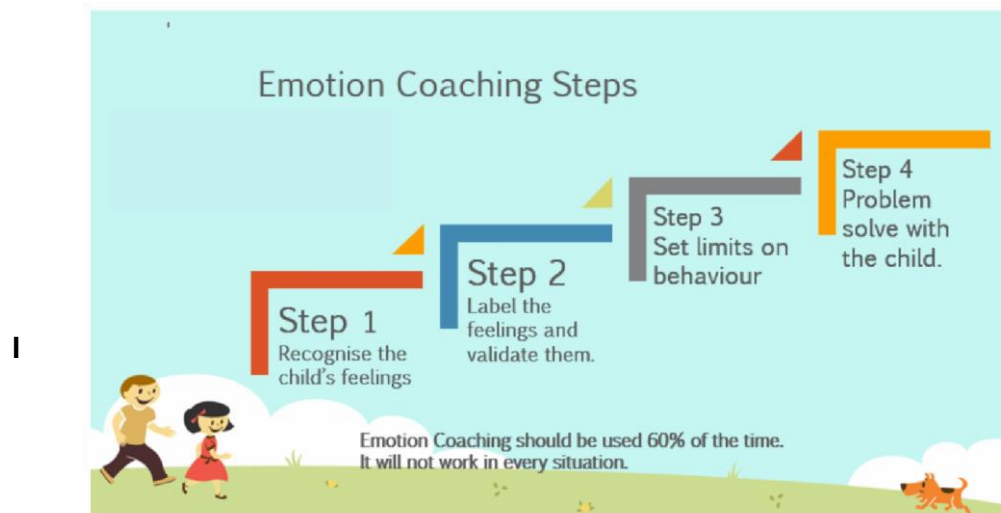 Emotion Coaching Steps
Step 1
Recognise the
child's feelings
Step 2
Label the
feelings and
validate them.
Step 3
Set limits on
behaviour
Step 4
Problem
solve with
the child.
I
Emotion Coaching should be used 60% of the time.
It will not work in every situation.